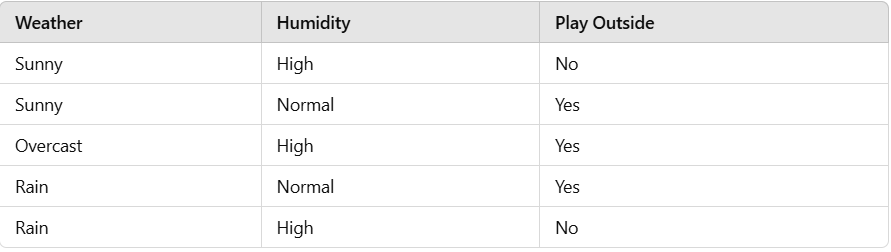 Weather Humidity Play Outside
Sunny High No
Sunny Normal Yes
Overcast High Yes
Rain Normal Yes
Rain High No